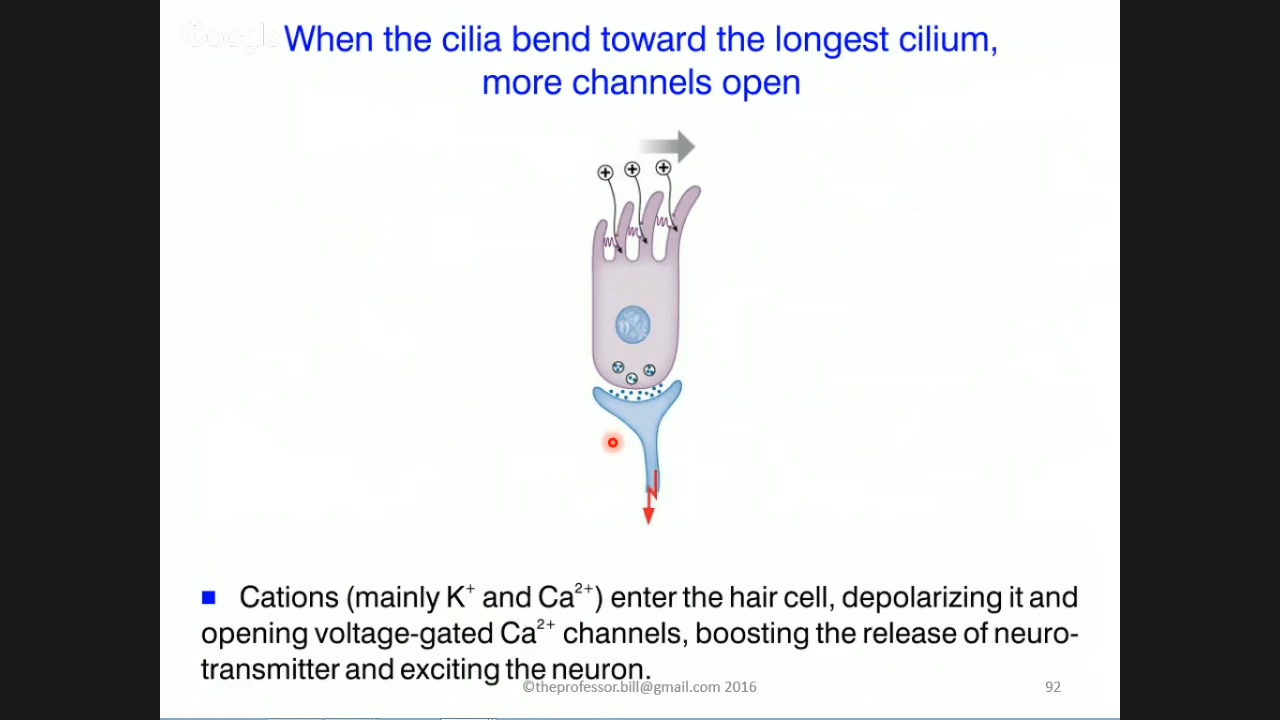 Google
When the cilia bend toward the longest cilium,
more channels open
+ + +
■ Cations (mainly K⁺ and Ca²⁺) enter the hair cell, depolarizing it and
opening voltage-gated Ca²⁺ channels, boosting the release of neuro-
transmitter and exciting the neuron.
©theprofessor.bill@gmail.com 2016
92